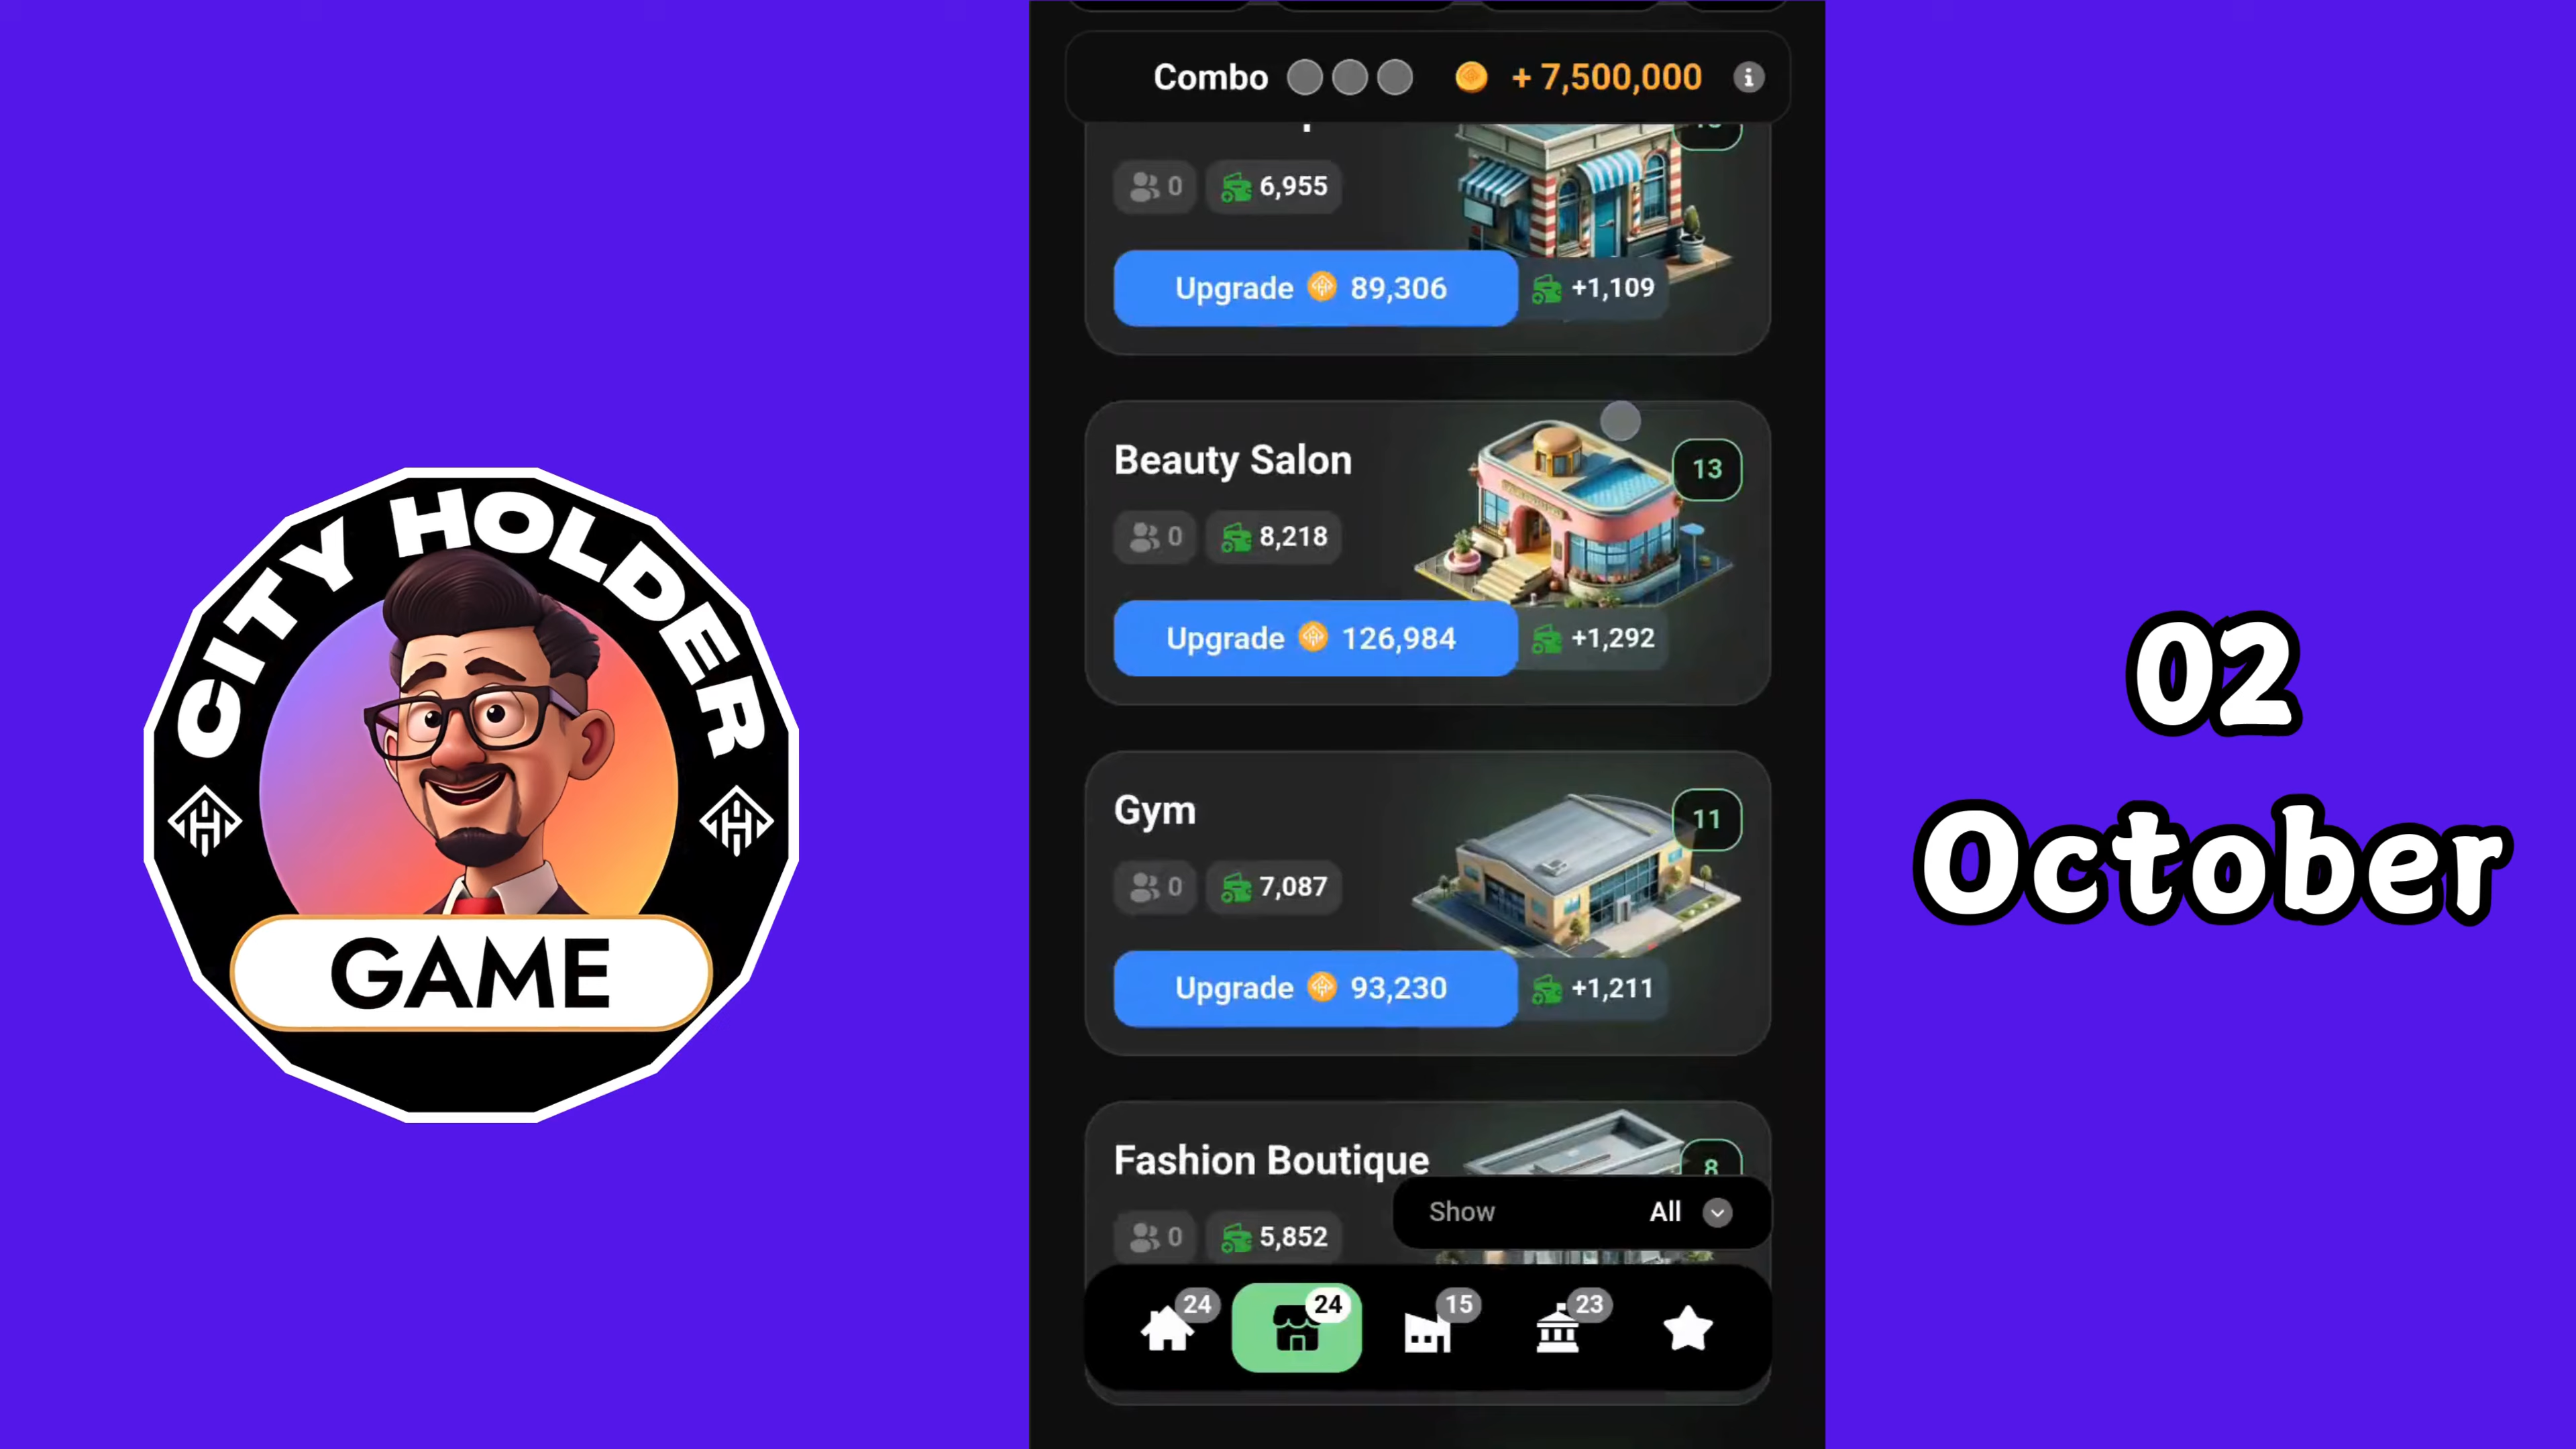 CITY HOLDER
GAME
Combo + 7,500,000
0 6,955
Upgrade 89,306 +1,109
Beauty Salon 13
0 8,218
Upgrade 126,984 +1,292
Gym 11
0 7,087
Upgrade 93,230 +1,211
Fashion Boutique 8
Show All
0 5,852
24 24 15 23
02
October